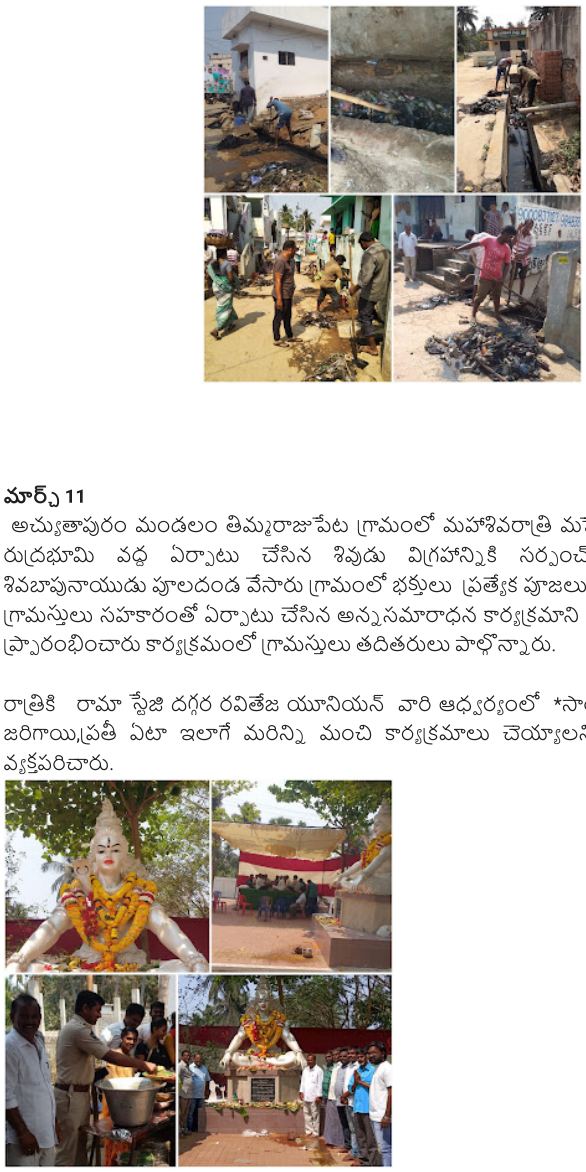 మార్చ్ 11
అచ్యుతాపురం మండలం తిమ్మరాజుపేట గ్రామంలో మహాశివరాత్రి
రుద్రభూమి వద్ద ఏర్పాటు చేసిన శివుడు విగ్రహాన్నికి సర్పంచ్
శివబాపునాయుడు పూలదండ వేసారు గ్రామంలో భక్తులు ప్రత్యేక పూజలు
గ్రామస్తులు సహకారంతో ఏర్పాటు చేసిన అన్నసమారాధన కార్యక్రమాని
ప్ప్రారంభించారు కార్యక్రమంలో గ్రామస్తులు తదితరులు పాల్గొన్నారు.
రాత్రికి రామా స్టేజి దగ్గర రవితేజ యూనియన్ వారి ఆధ్వర్యంలో
జరిగాయి,ప్రతీ ఏటా ఇలాగే మరిన్ని మంచి కార్యక్రమాలు
వ్యక్తపరిచారు.